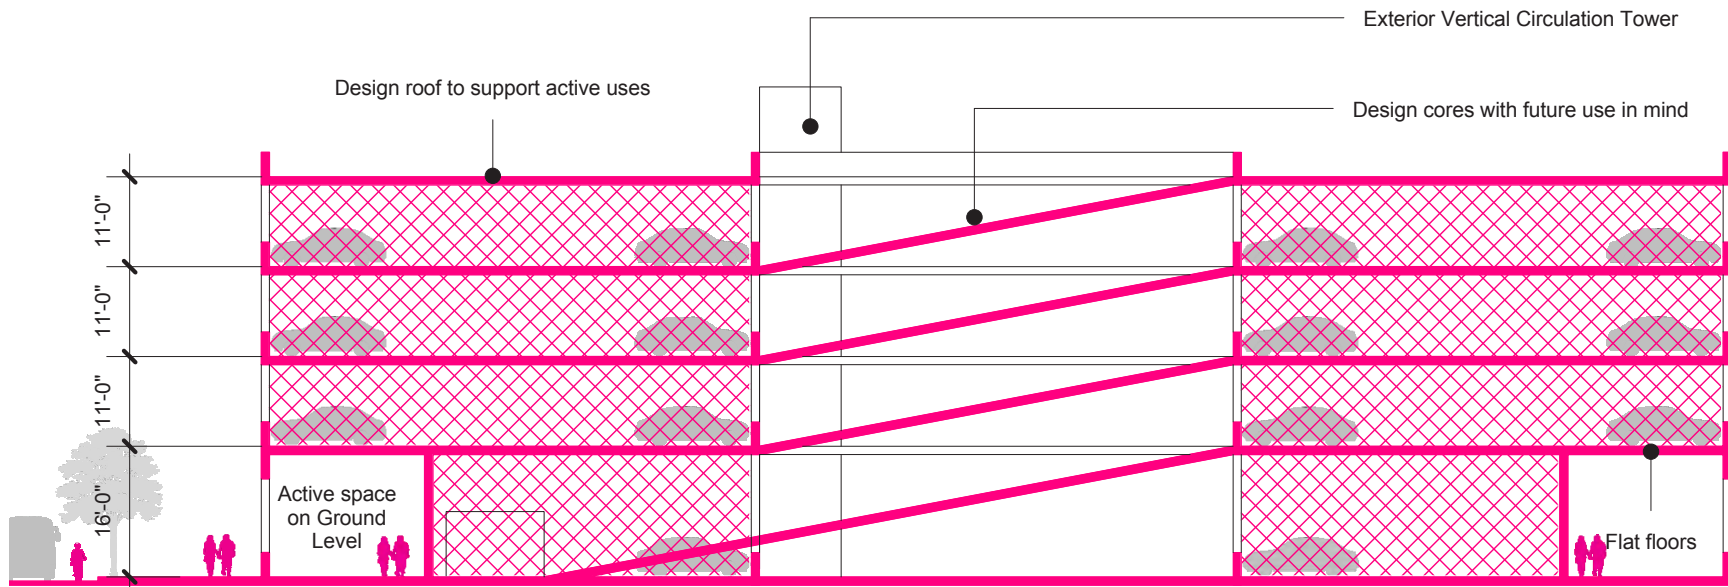 Exterior Vertical Circulation Tower
Design roof to support active uses
Design cores with future use in mind
11'-0"
11'-0"
11'-0"
16'-0"
Active space
on Ground
Level
Flat floors